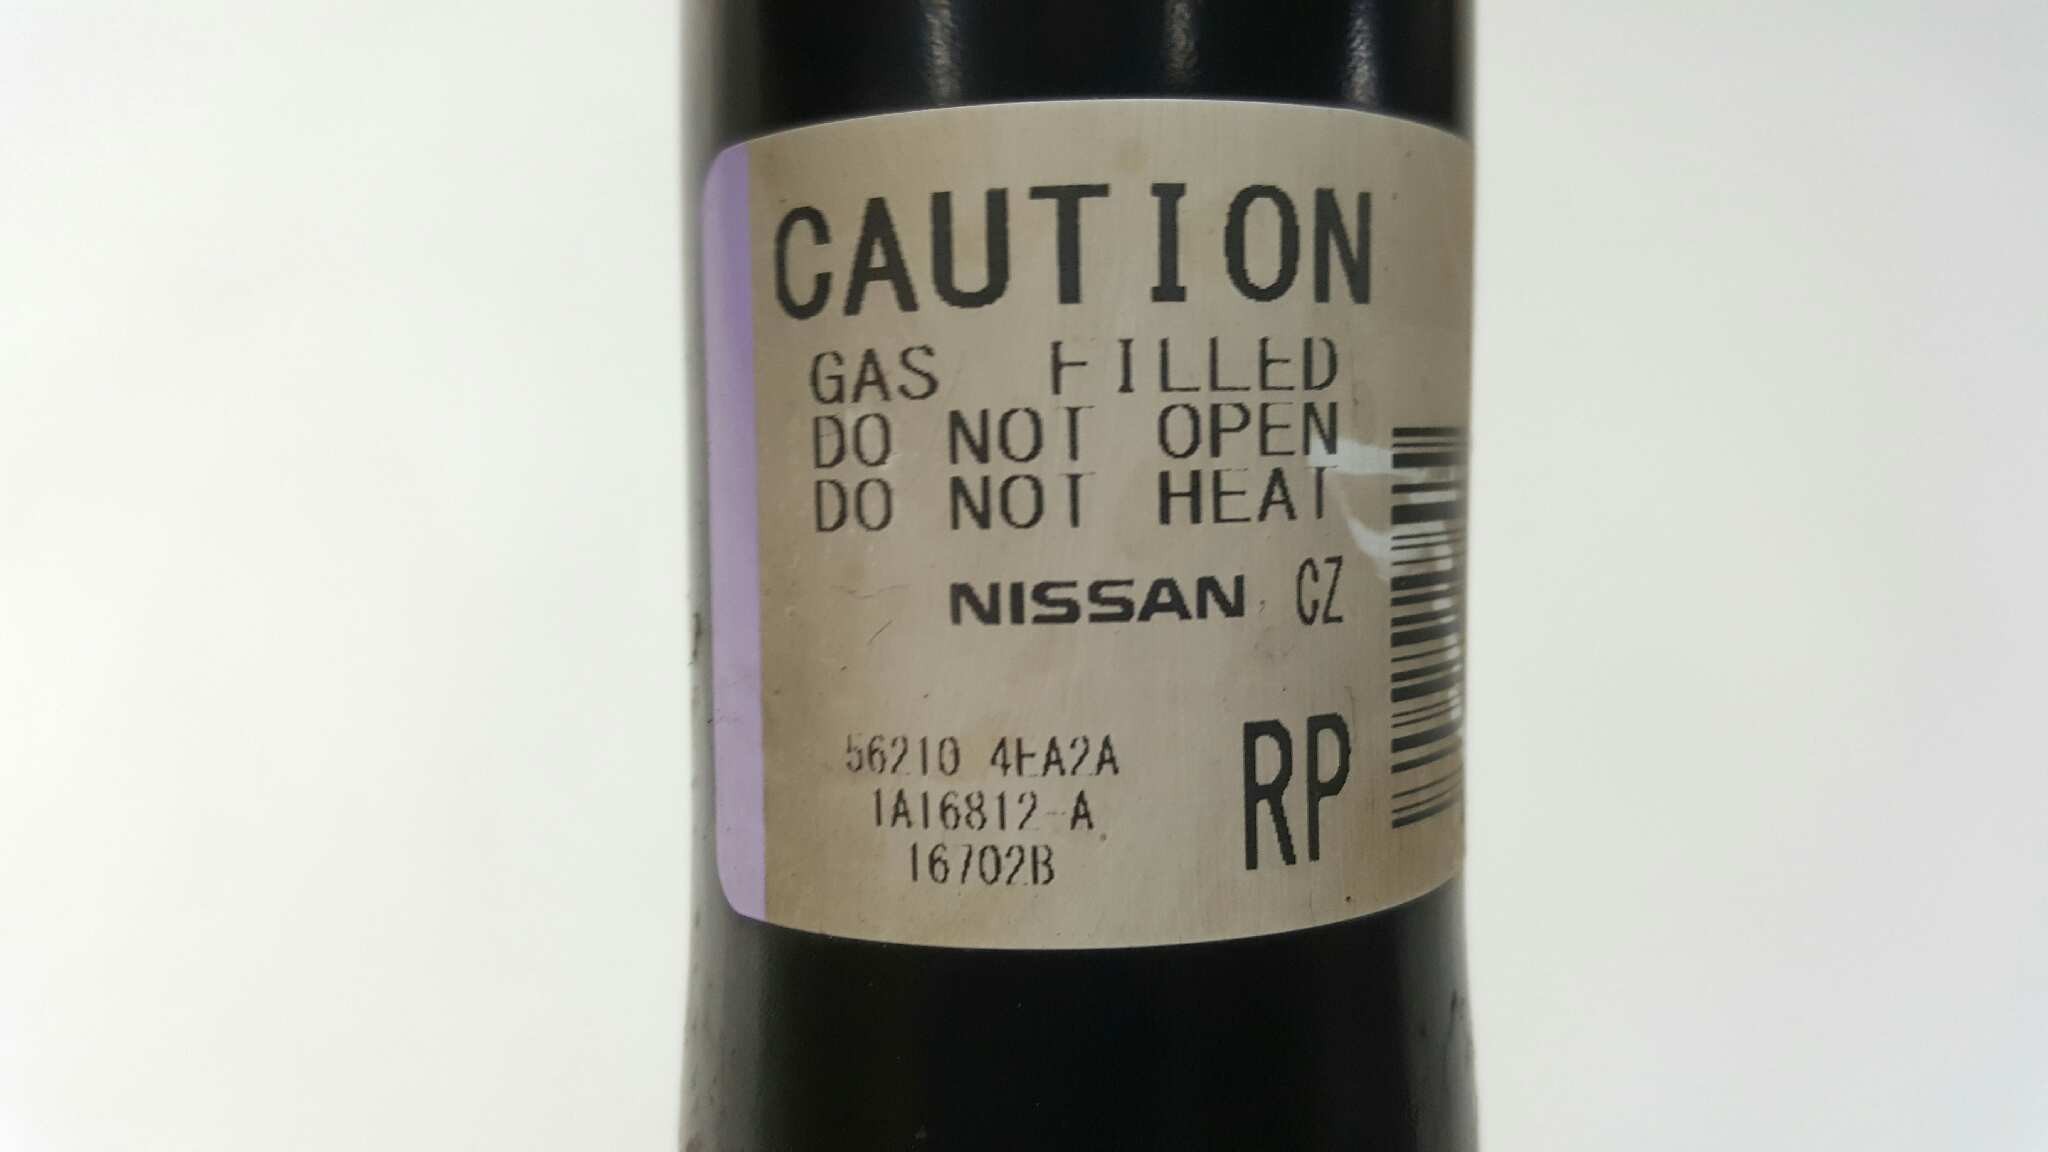 CAUTION
GAS FILLED
DO NOT OPEN
DO NOT HEAT
NISSAN CZ
56210 4EA2A
1A16812-A
16702B
RP